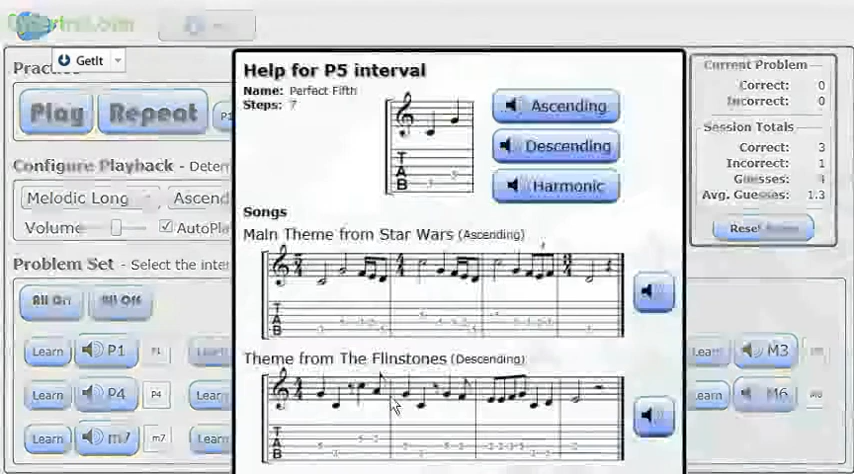 GetIt
Practice
Play Repeat
Configure Playback - Deter
Melodic Long Ascend
Volume AutoPla
Problem Set - Select the inter
All On All Off
Learn P1 P1
Learn P4 P4
Learn m7 m7
Help for P5 interval
Name: Perfect Fifth
Steps: 7
Ascending
Descending
Harmonic
Songs
Main Theme from Star Wars (Ascending)
Theme from The Flinstones (Descending)
Current Problem
Correct: 0
Incorrect: 0
Session Totals
Correct: 3
Incorrect: 1
Guesses: 4
Avg. Guesses: 1.3
Reset
Learn M3
Learn M6